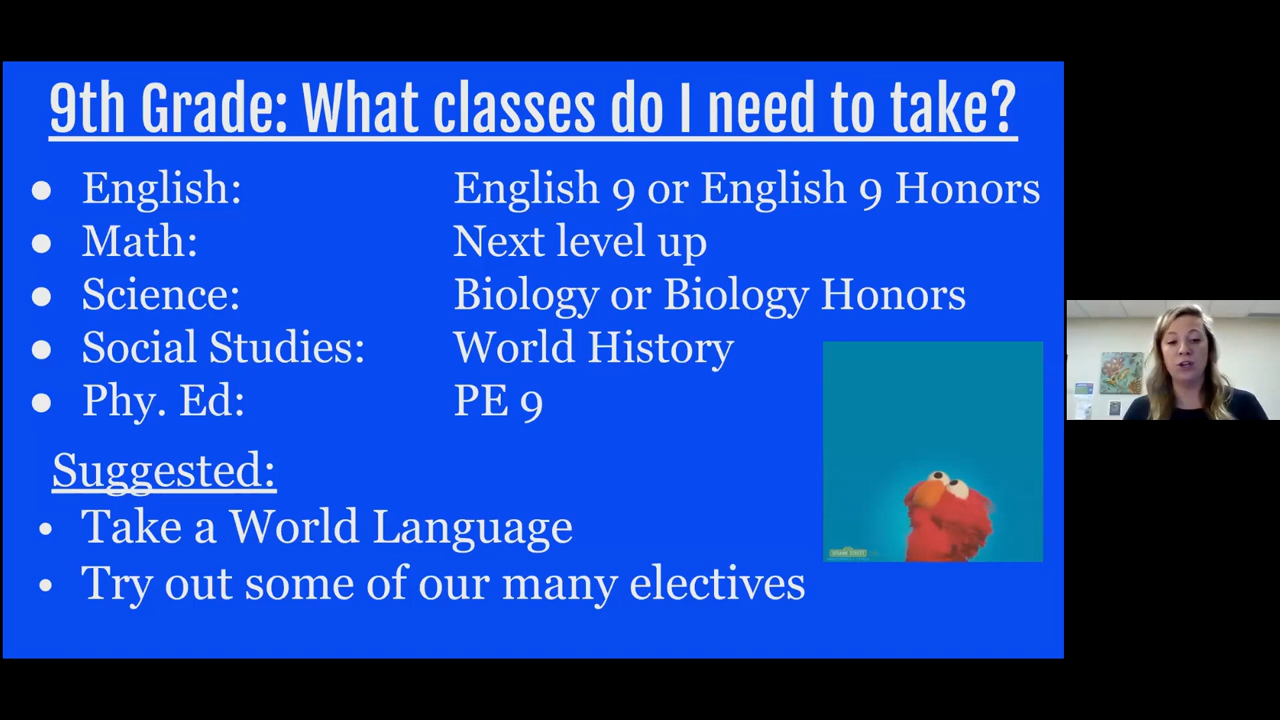 9th Grade: What classes do I need to take?
● English: English 9 or English 9 Honors
● Math: Next level up
● Science: Biology or Biology Honors
● Social Studies: World History
● Phy. Ed: PE 9
Suggested:
• Take a World Language
• Try out some of our many electives
SESAME STREET